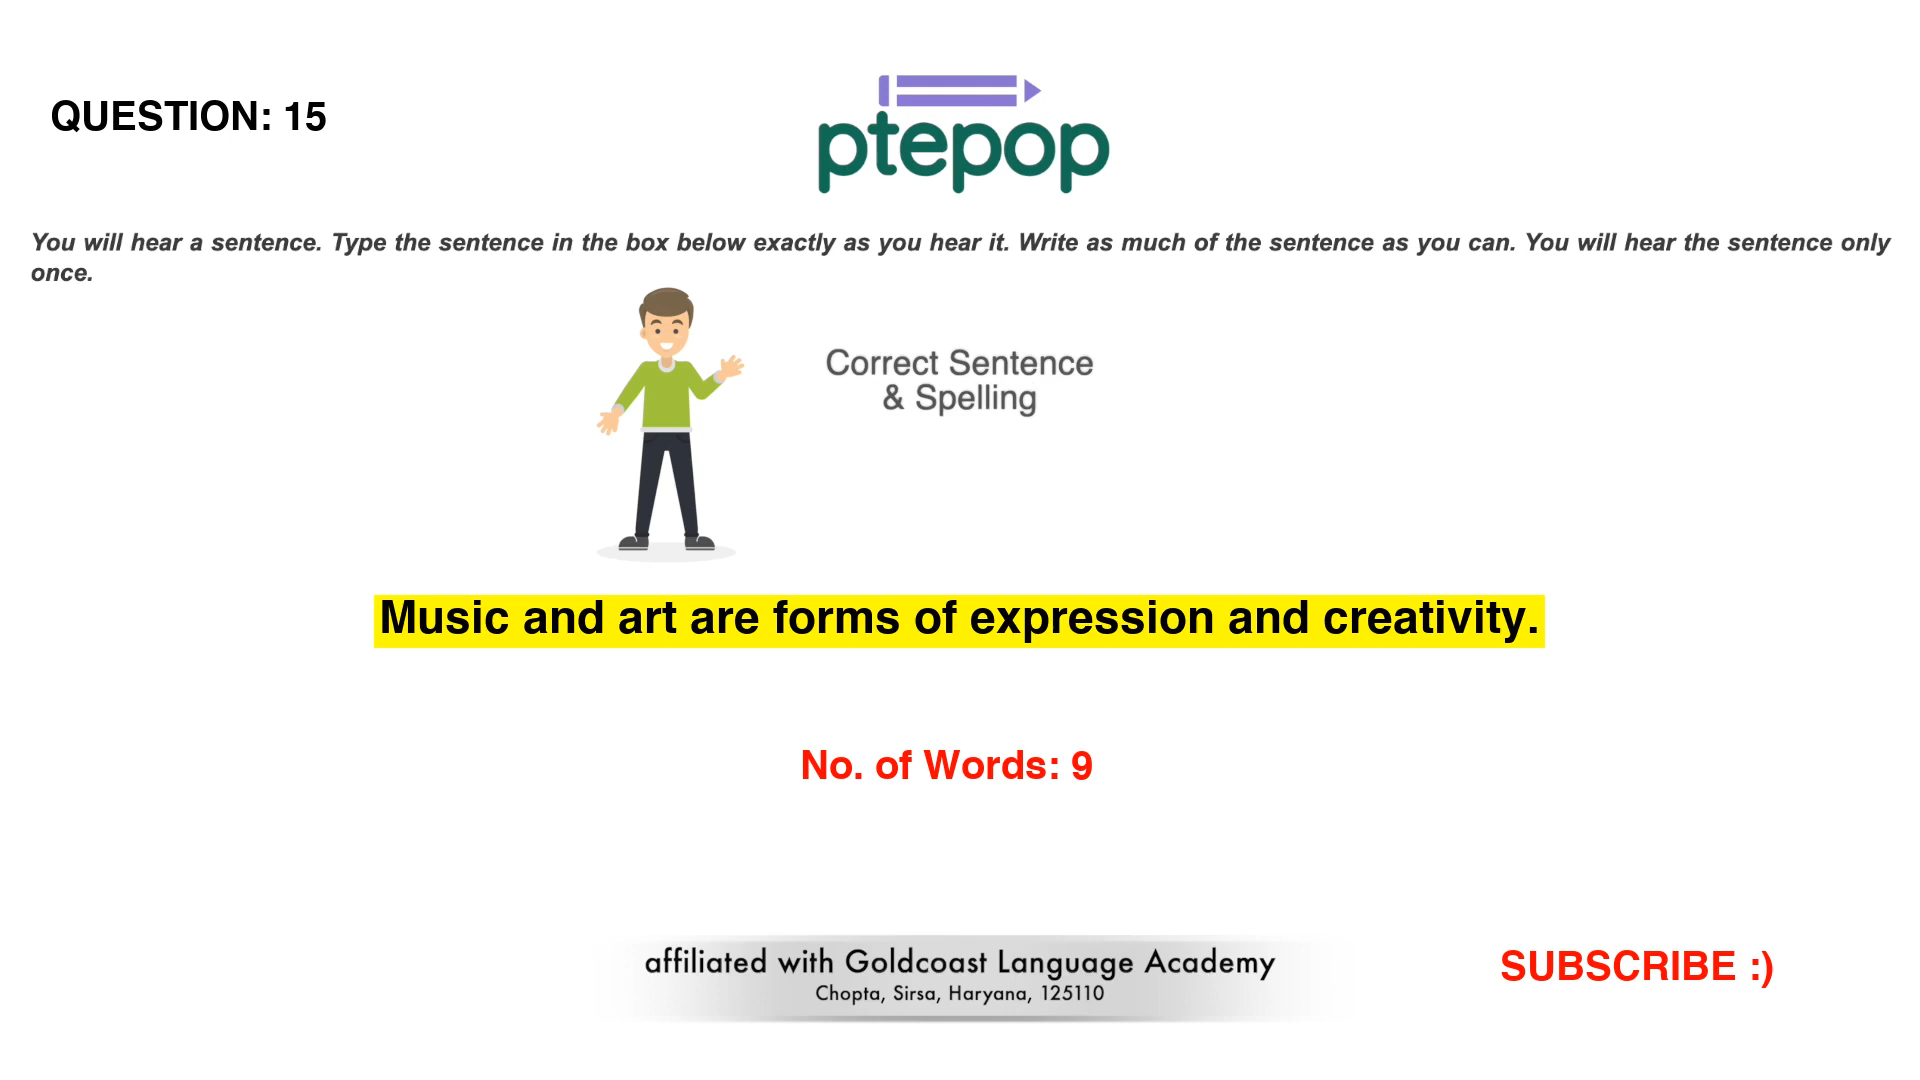 QUESTION: 15
ptepop
You will hear a sentence. Type the sentence in the box below exactly as you hear it. Write as much of the sentence as you can. You will hear the sentence only
once.
Correct Sentence
& Spelling
Music and art are forms of expression and creativity.
No. of Words: 9
affiliated with Goldcoast Language Academy
Chopta, Sirsa, Haryana, 125110
SUBSCRIBE :)